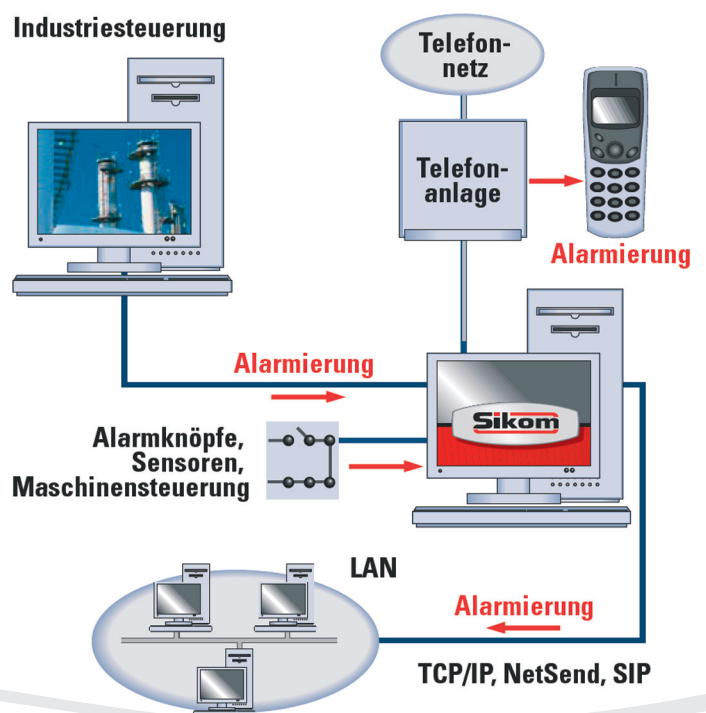 Industriesteuerung
Telefon-
netz
Telefon-
anlage
Alarmierung
Alarmierung
Sikom
Alarmknöpfe,
Sensoren,
Maschinensteuerung
LAN
Alarmierung
TCP/IP, NetSend, SIP